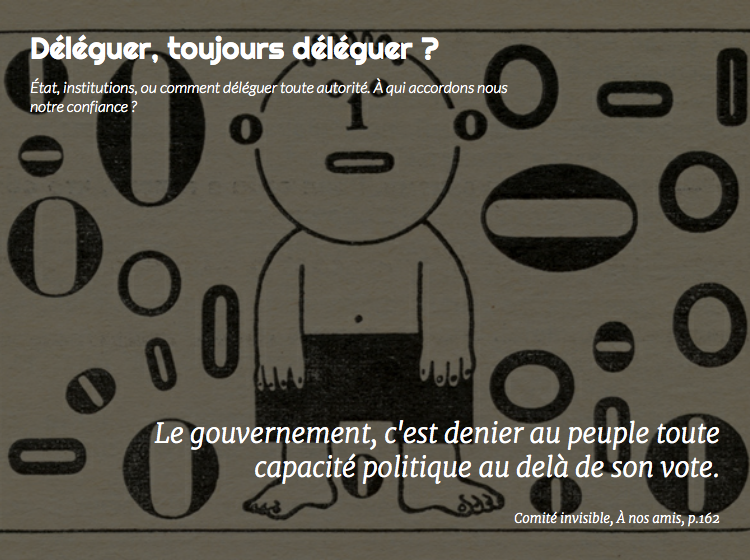 Déléguer, toujours déléguer ?
État, institutions, ou comment déléguer toute autorité. À qui accordons nous
notre confiance ?
Le gouvernement, c'est denier au peuple toute
capacité politique au delà de son vote.
Comité invisible, À nos amis, p.162